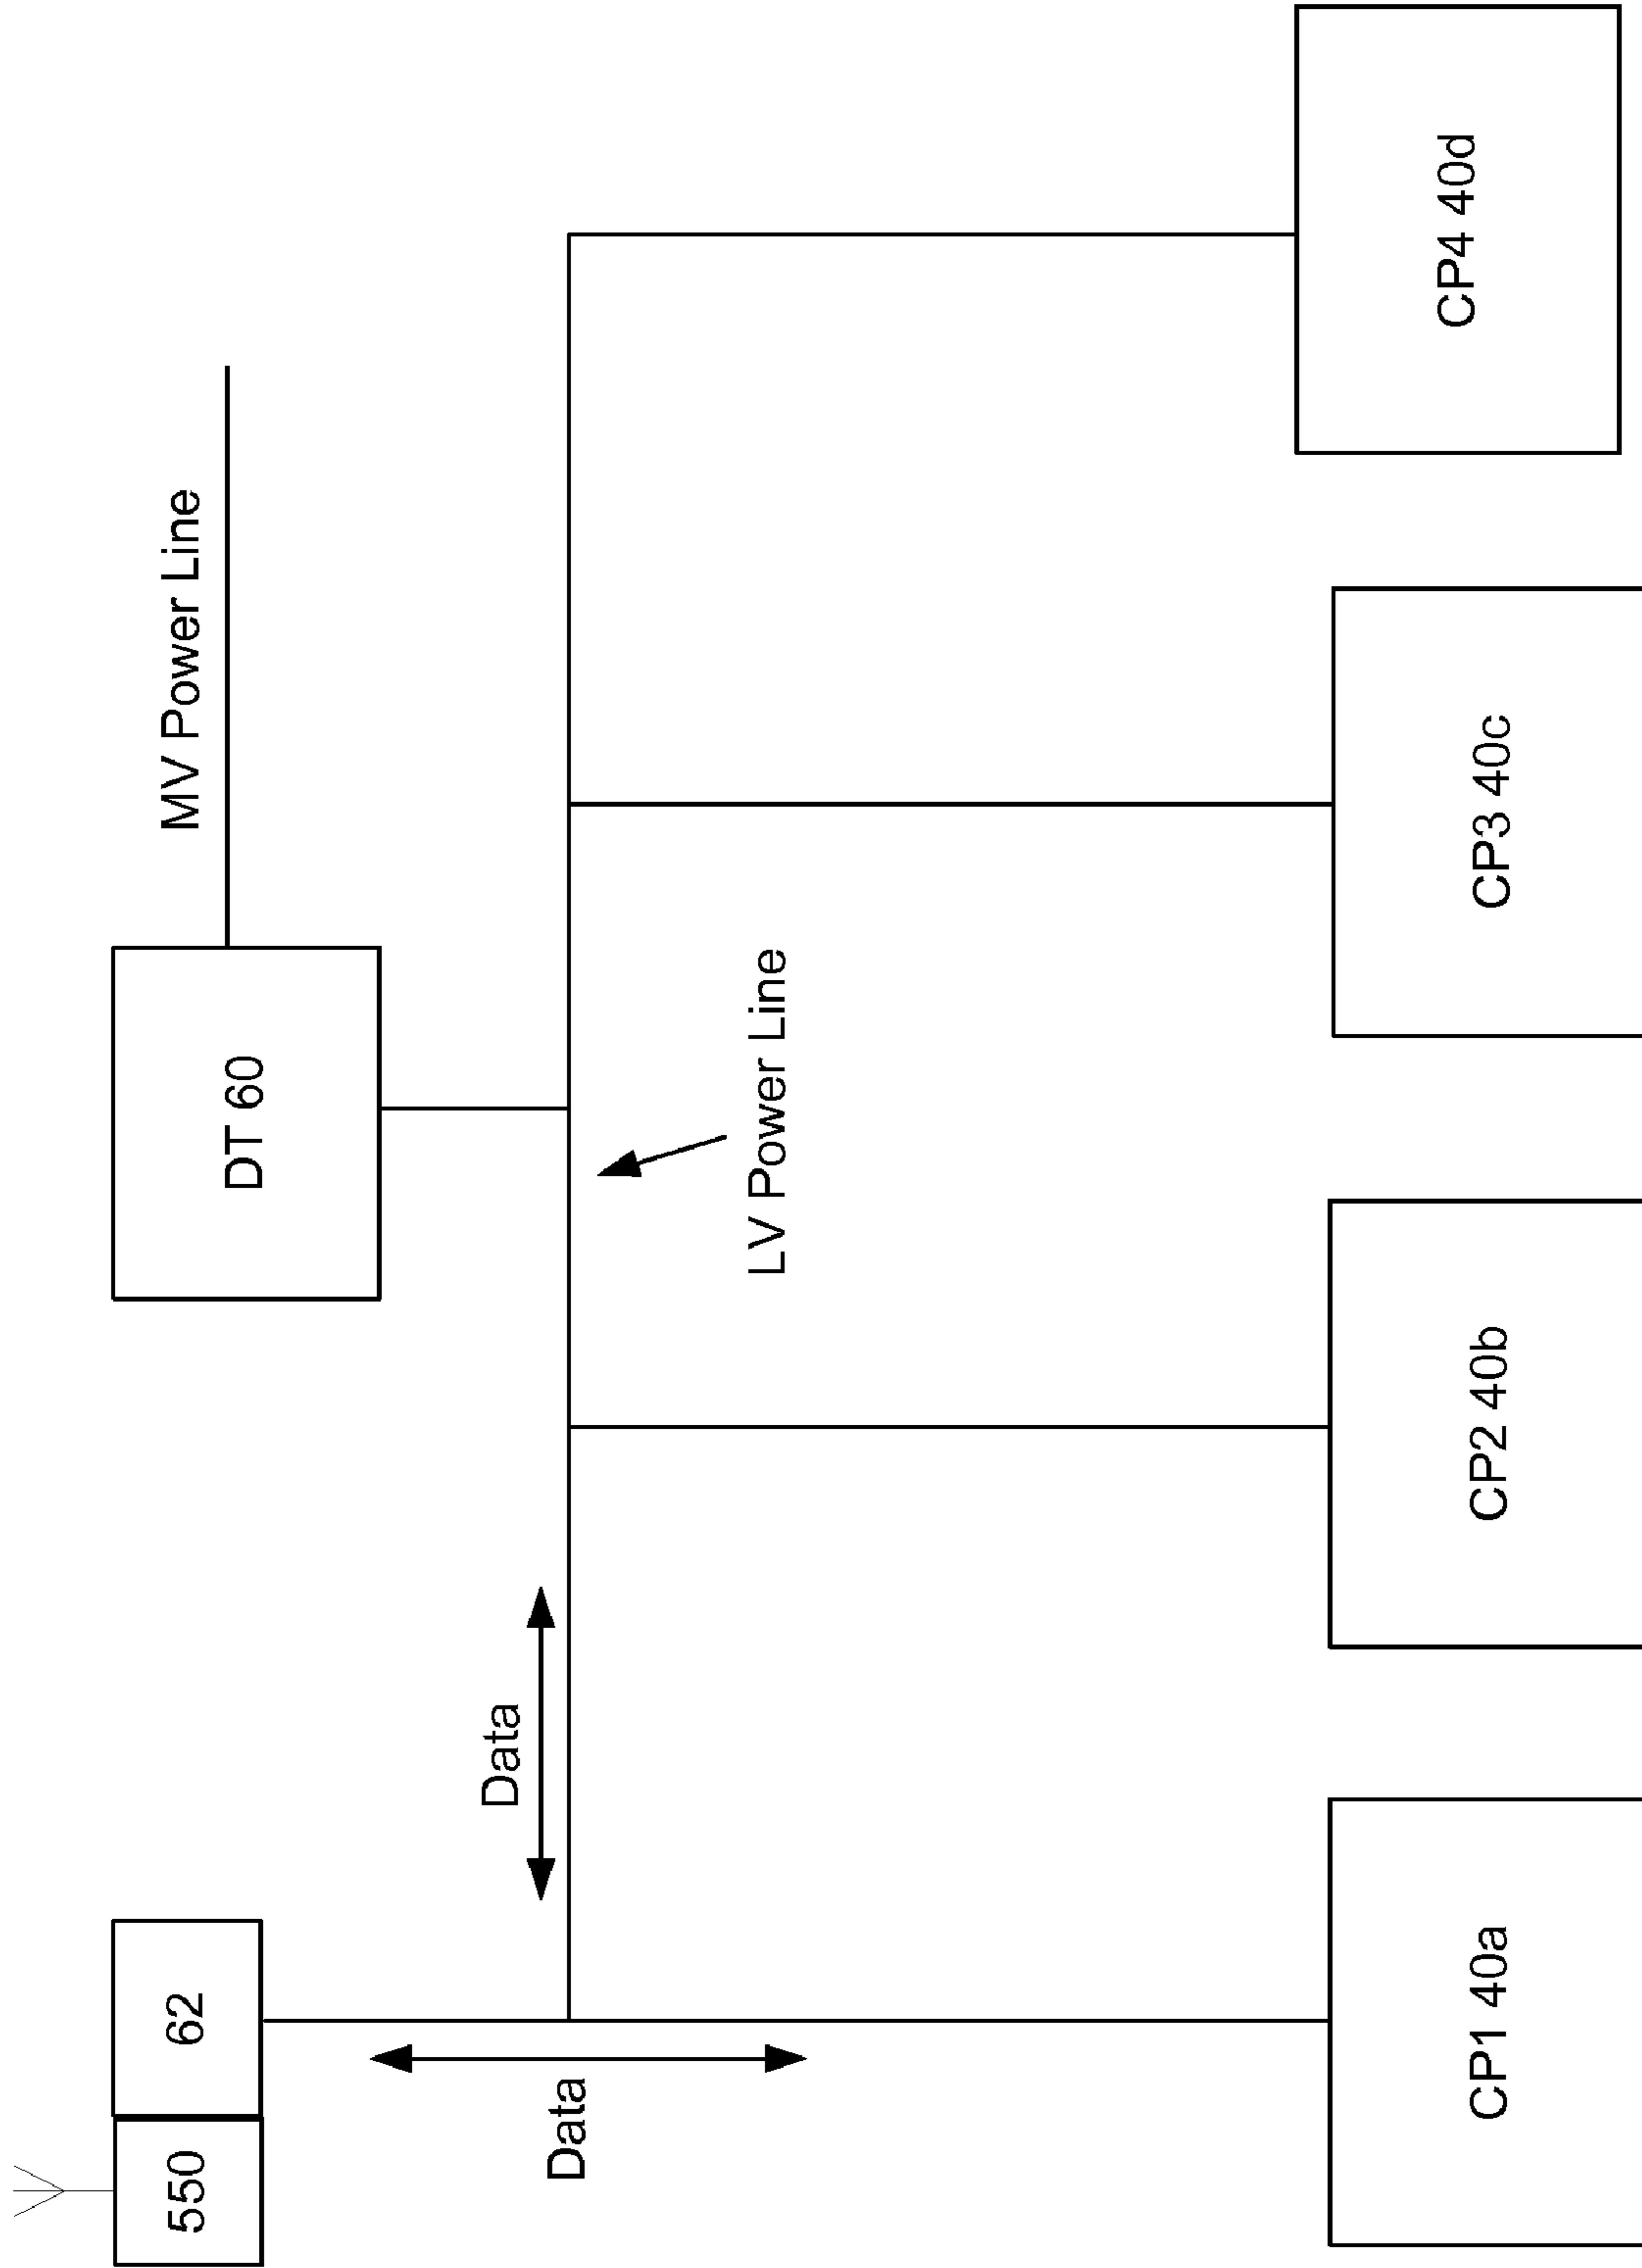 550
62
DT 60
MV Power Line
Data
Data
LV Power Line
CP1 40a
CP2 40b
CP3 40c
CP4 40d